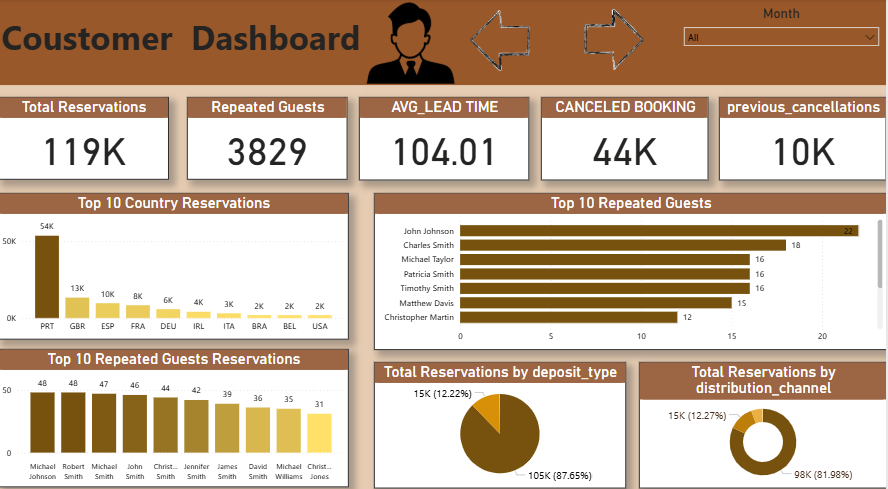 Coustomer Dashboard
Month
All
Total Reservations
119K
Repeated Guests
3829
AVG_LEAD TIME
104.01
CANCELED BOOKING
44K
previous_cancellations
10K
Top 10 Country Reservations
50K
0K
54K
13K
10K
8K
6K
4K
3K
2K
2K
2K
PRT GBR ESP FRA DEU IRL ITA BRA BEL USA
Top 10 Repeated Guests
John Johnson 22
Charles Smith 18
Michael Taylor 16
Patricia Smith 16
Timothy Smith 16
Matthew Davis 15
Christopher Martin 12
0 5 10 15 20
Top 10 Repeated Guests Reservations
50
0
48 48 47 46 44 42 39 36 35 31
Michael Robert Michael John Christ... Jennifer James David Michael Christ...
Johnson Smith Smith Smith Smith Smith Smith Smith Williams Jones
Total Reservations by deposit_type
15K (12.22%)
105K (87.65%)
Total Reservations by
distribution_channel
15K (12.27%)
98K (81.98%)